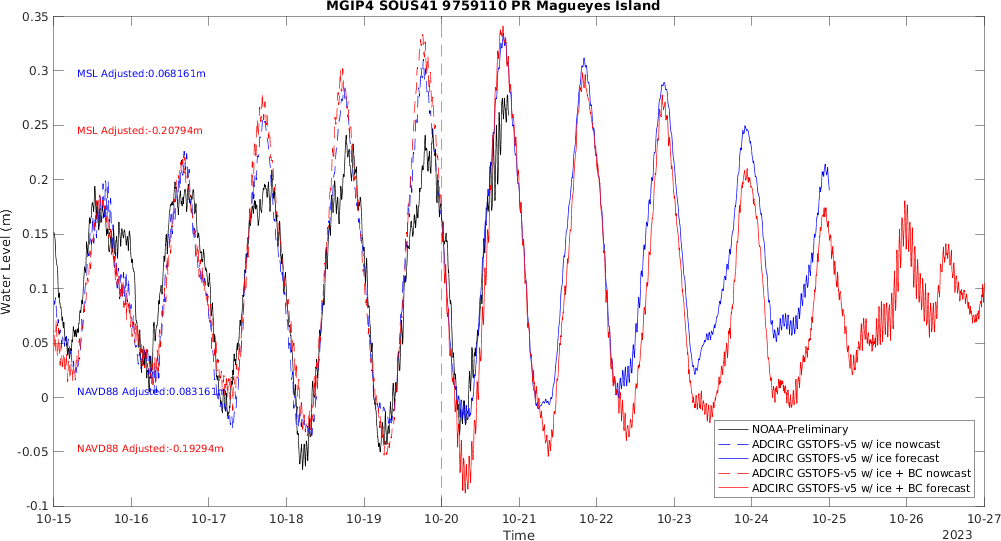 MGIP4 SOUS41 9759110 PR Magueyes Island
0.35
0.3
0.25
0.2
0.15
0.1
0.05
0
-0.05
-0.1
Water Level (m)
MSL Adjusted:0.068161m
MSL Adjusted:-0.20794m
NAVD88 Adjusted:0.083161m
NAVD88 Adjusted:-0.19294m
NOAA-Preliminary
ADCIRC GSTOFS-v5 w/ ice nowcast
ADCIRC GSTOFS-v5 w/ ice forecast
ADCIRC GSTOFS-v5 w/ ice + BC nowcast
ADCIRC GSTOFS-v5 w/ ice + BC forecast
10-15 10-16 10-17 10-18 10-19 10-20 10-21 10-22 10-23 10-24 10-25 10-26 10-27
Time
2023